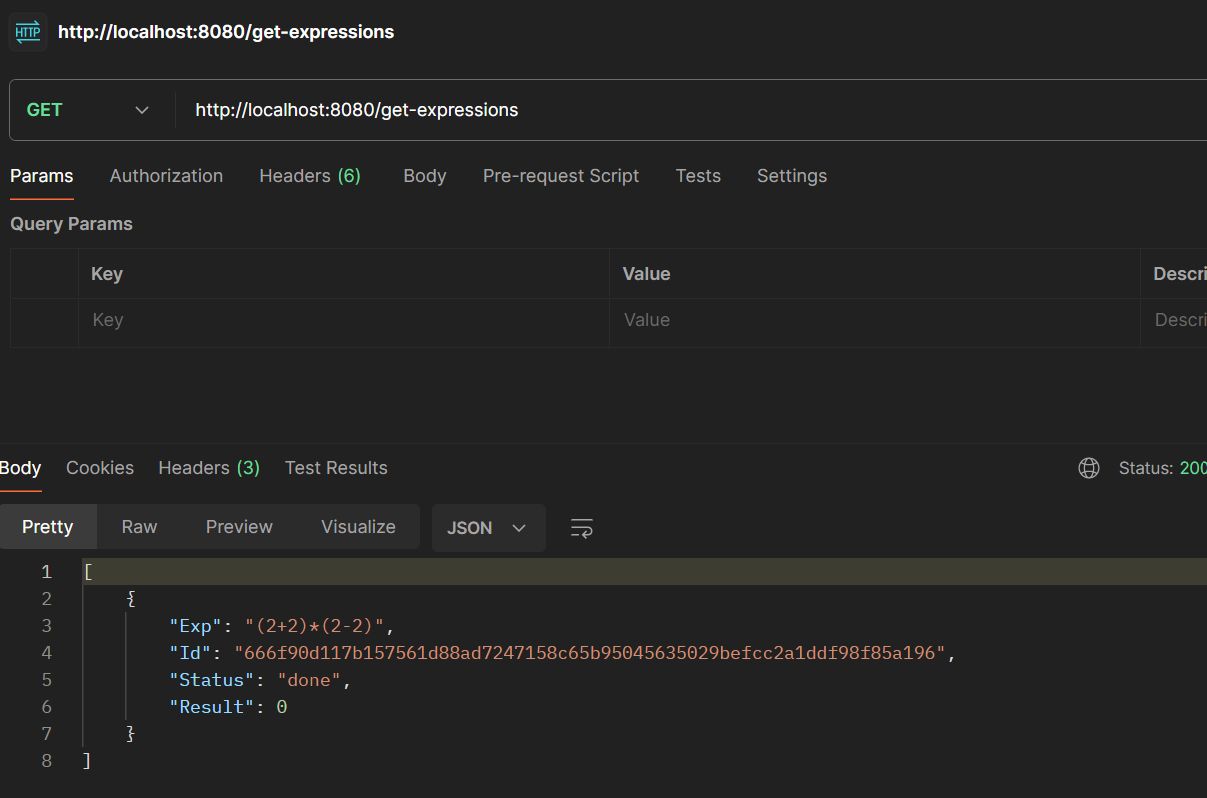 HTTP http://localhost:8080/get-expressions
GET http://localhost:8080/get-expressions
Params Authorization Headers (6) Body Pre-request Script Tests Settings
Query Params
Key Value Descri
Key Value Descri
Body Cookies Headers (3) Test Results Status: 200
Pretty Raw Preview Visualize JSON
1 [
2 {
3 "Exp": "(2+2)*(2-2)",
4 "Id": "666f90d117b157561d88ad7247158c65b95045635029befcc2a1ddf98f85a196",
5 "Status": "done",
6 "Result": 0
7 }
8 ]